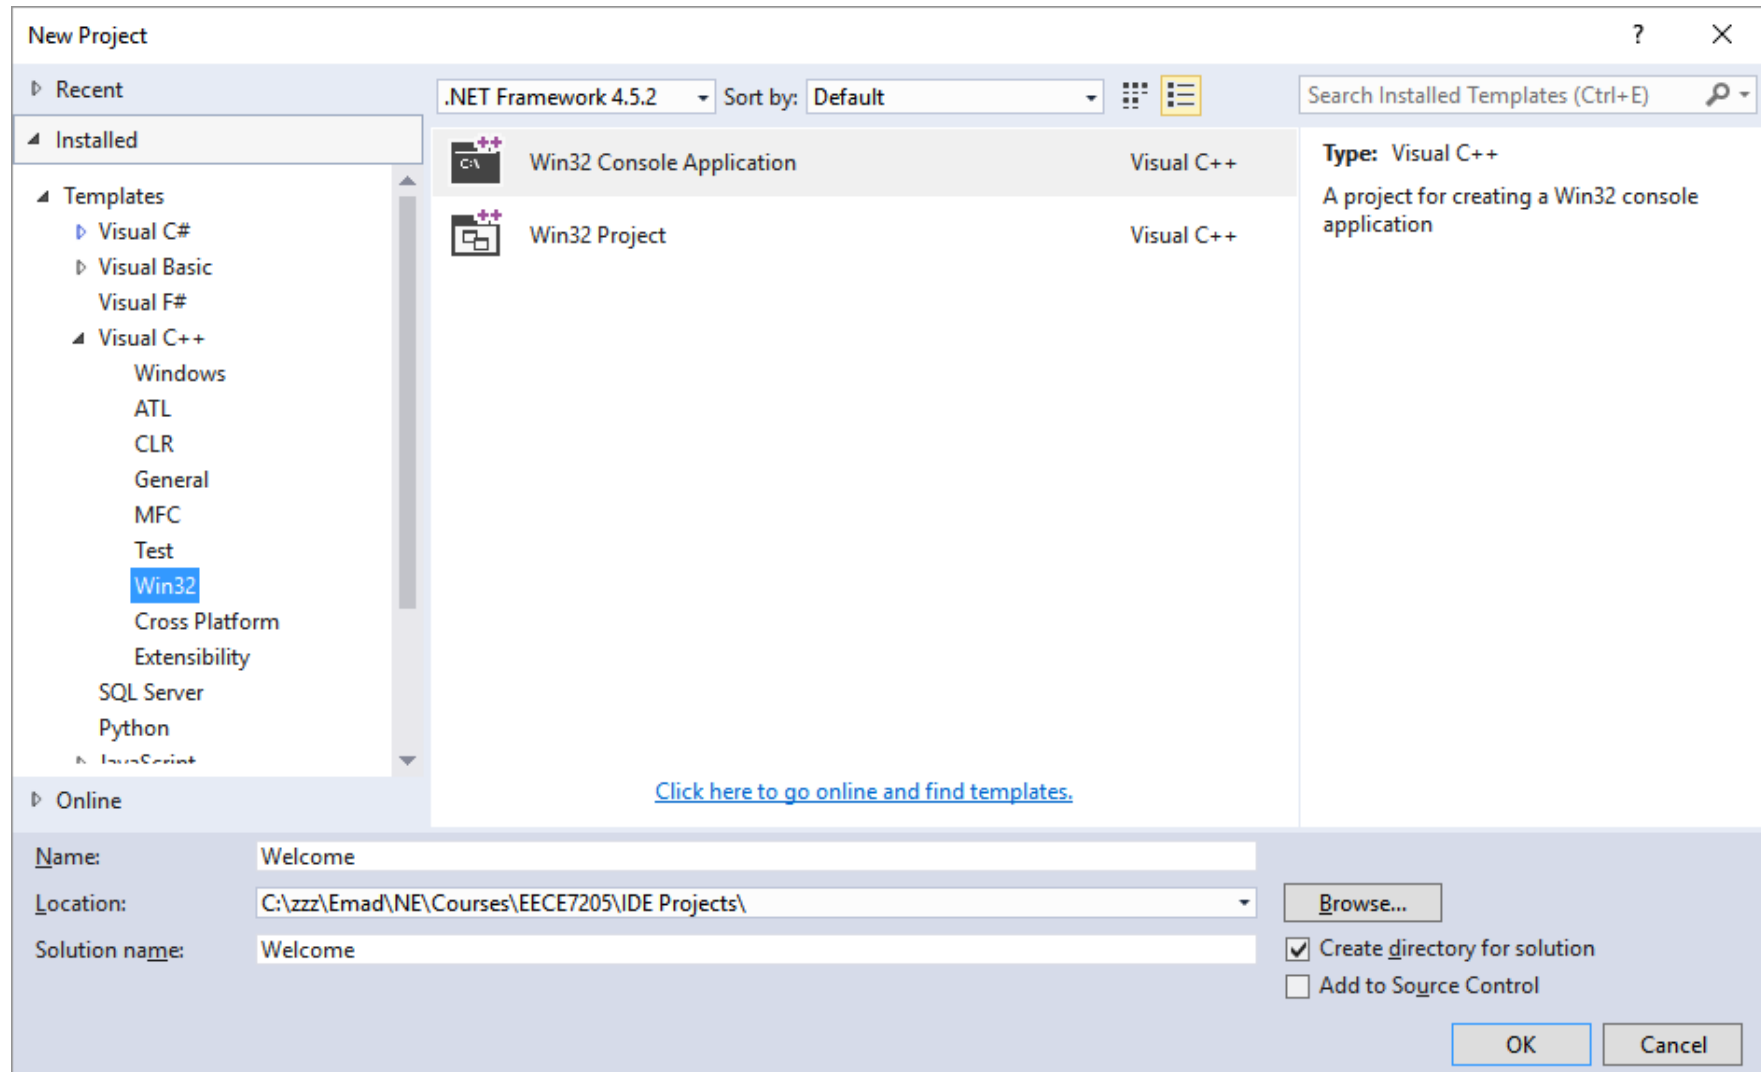 New Project
?
Recent
.NET Framework 4.5.2
Sort by: Default
Search Installed Templates (Ctrl+E)
Installed
Templates
Visual C#
Visual Basic
Visual F#
Visual C++
Windows
ATL
CLR
General
MFC
Test
Win32
Cross Platform
Extensibility
SQL Server
Python
JavaScript
Online
C:\
Win32 Console Application Visual C++
Win32 Project Visual C++
Click here to go online and find templates.
Type: Visual C++
A project for creating a Win32 console
application
Name: Welcome
Location: C:\zzz\Emad\NE\Courses\EECE7205\IDE Projects\
Browse...
Solution name: Welcome
Create directory for solution
Add to Source Control
OK
Cancel